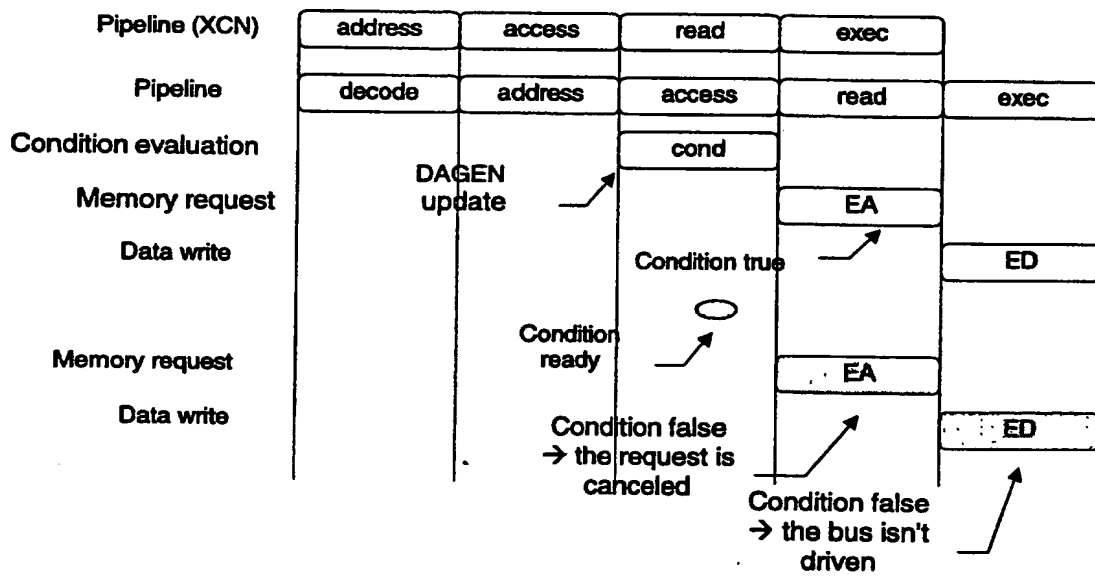 Pipeline (XCN) address access read exec
Pipeline decode address access read exec
Condition evaluation cond
DAGEN
update
Memory request EA
Data write Condition true ED
Condition
ready
Memory request EA
Data write ED
Condition false
→ the request is
canceled
Condition false
→ the bus isn't
driven